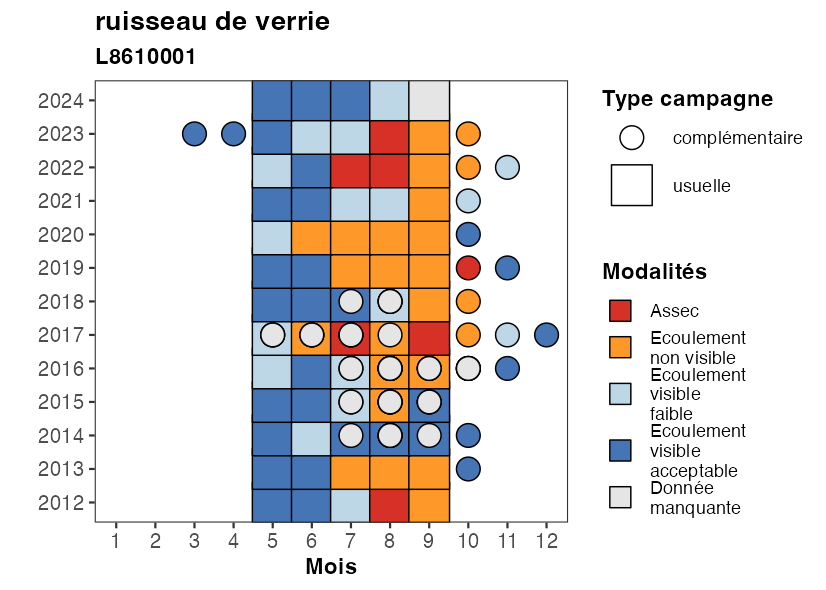 ruisseau de verrie
L8610001
2024
2023
2022
2021
2020
2019
2018
2017
2016
2015
2014
2013
2012
1 2 3 4 5 6 7 8 9 10 11 12
Mois
Type campagne
complémentaire
usuelle
Modalités
Assec
Ecoulement
non visible
Ecoulement
visible
faible
Ecoulement
visible
acceptable
Donnée
manquante